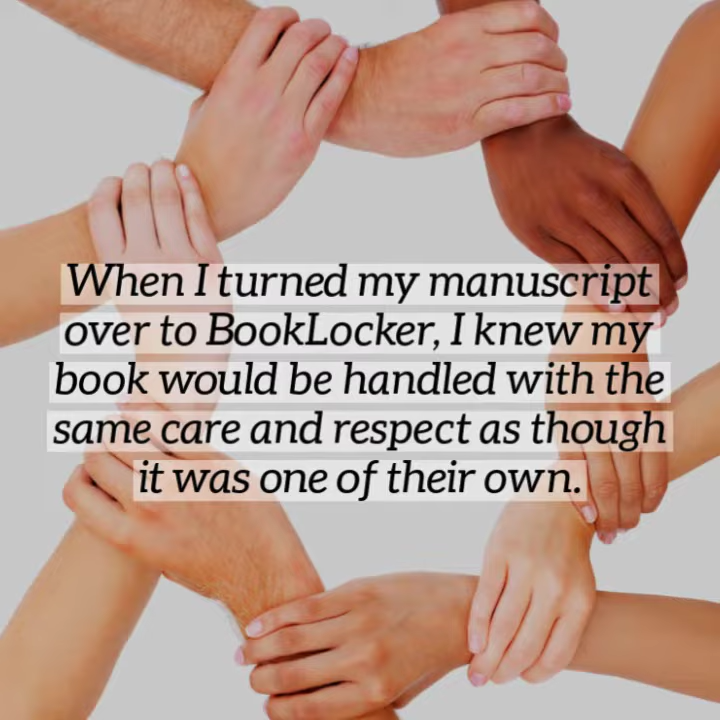 When I turned my manuscript
over to BookLocker, I knew my
book would be handled with the
same care and respect as though
it was one of their own.